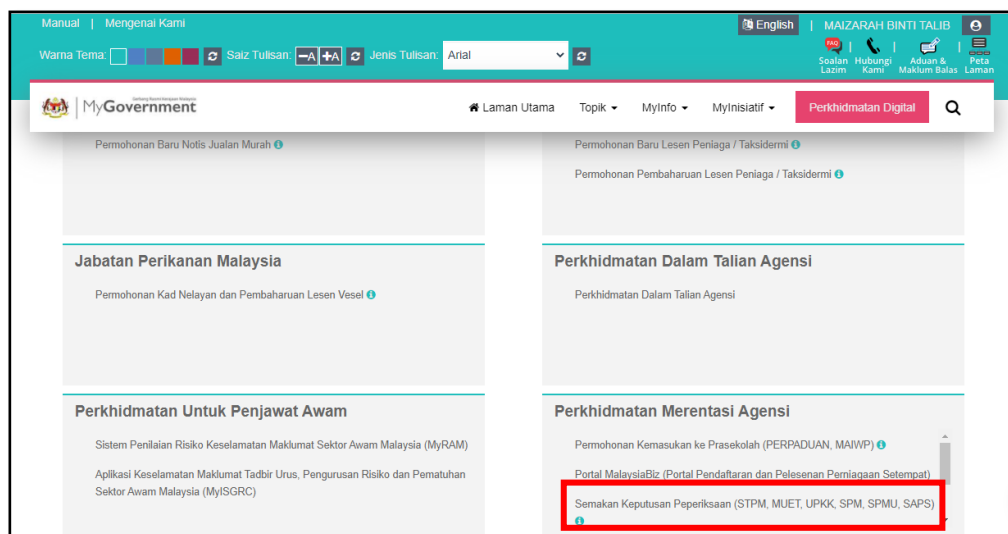 Manual | Mengenai Kami
English | MAIZARAH BINTI TALIB
Warna Tema: Saiz Tulisan: -A +A Jenis Tulisan: Arial
FAQ
Soalan Lazim
Hubungi Kami
Aduan & Maklum Balas
Peta Laman
MyGovernment
Laman Utama Topik MyInfo MyInisiatif Perkhidmatan Digital
Permohonan Baru Notis Jualan Murah
Permohonan Baru Lesen Peniaga / Taksidermi
Permohonan Pembaharuan Lesen Peniaga / Taksidermi
Jabatan Perikanan Malaysia
Permohonan Kad Nelayan dan Pembaharuan Lesen Vesel
Perkhidmatan Dalam Talian Agensi
Perkhidmatan Dalam Talian Agensi
Perkhidmatan Untuk Penjawat Awam
Sistem Penilaian Risiko Keselamatan Maklumat Sektor Awam Malaysia (MyRAM)
Aplikasi Keselamatan Maklumat Tadbir Urus, Pengurusan Risiko dan Pematuhan
Sektor Awam Malaysia (MyISGRC)
Perkhidmatan Merentasi Agensi
Permohonan Kemasukan ke Prasekolah (PERPADUAN, MAIWP)
Portal MalaysiaBiz (Portal Pendaftaran dan Pelesenan Perniagaan Setempat)
Semakan Keputusan Peperiksaan (STPM, MUET, UPKK, SPM, SPMU, SAPS)